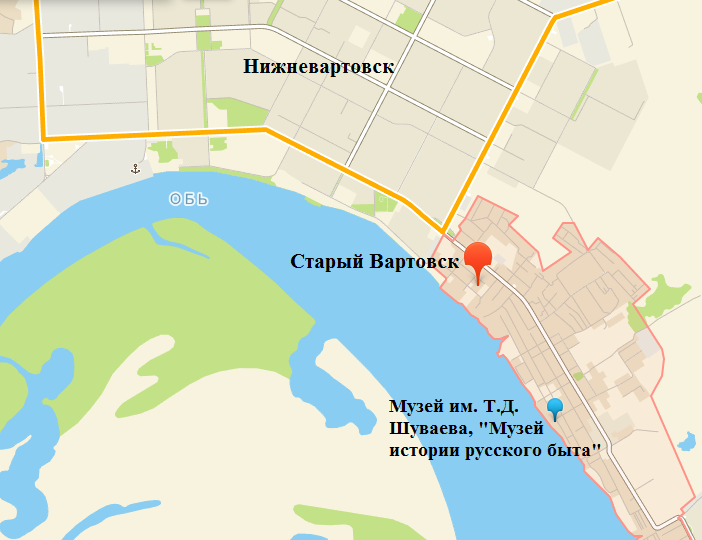 Нижневартовск
ОБЬ
Старый Вартовск
Музей им. Т.Д.
Шуваева, "Музей
истории русского быта"